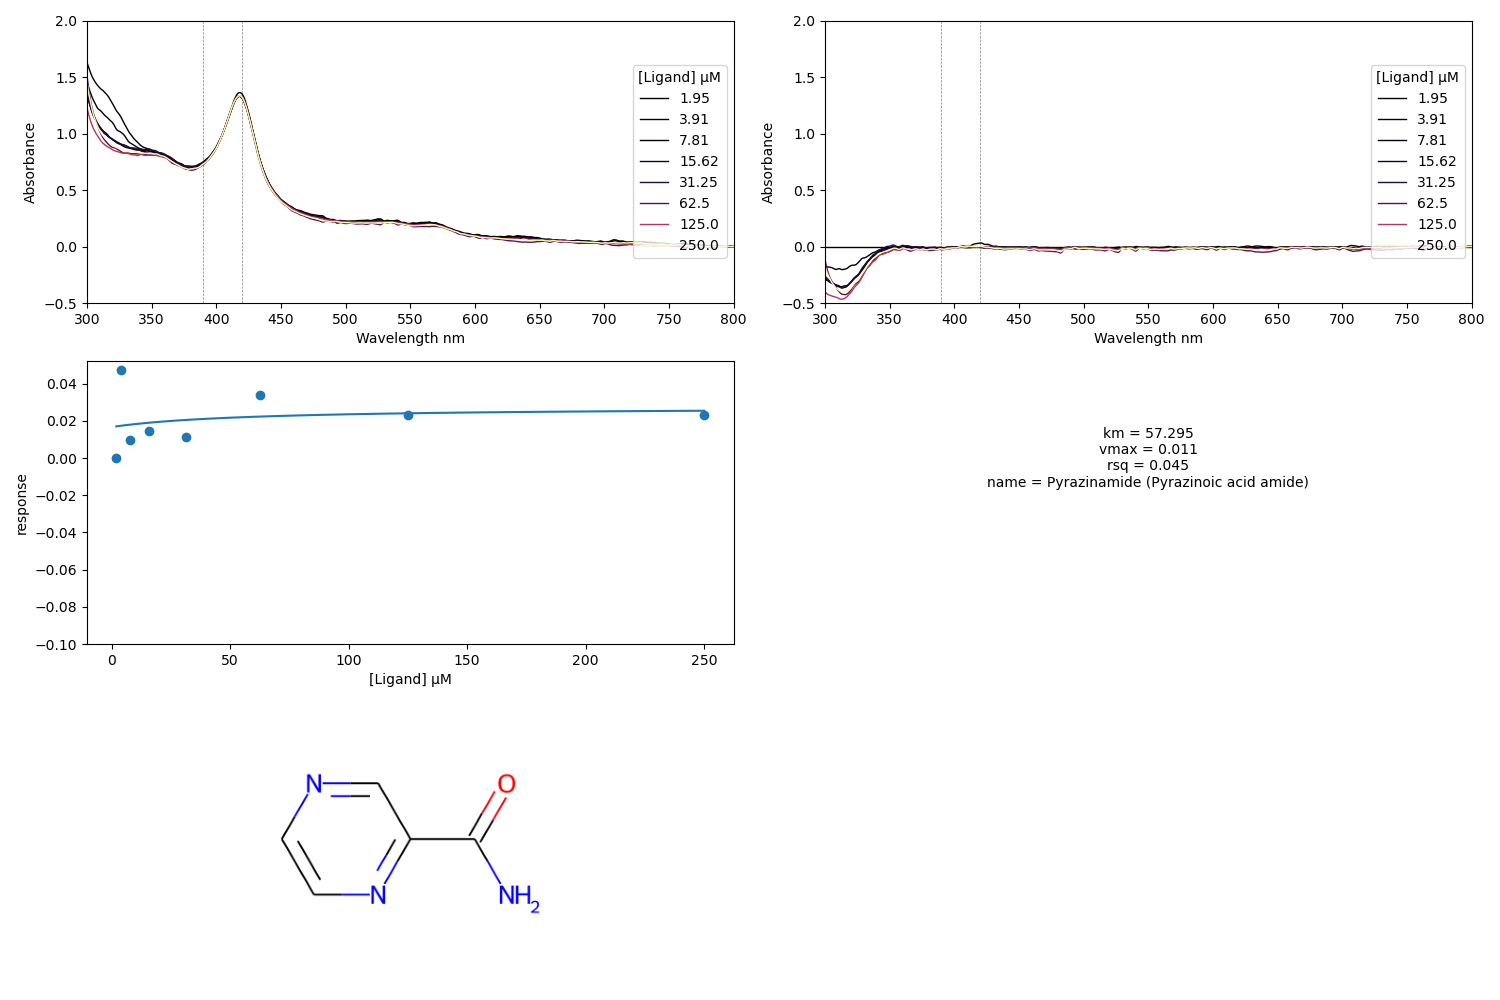 2.0
1.5
1.0
0.5
0.0
−0.5
Absorbance
300 350 400 450 500 550 600 650 700 750 800
Wavelength nm
[Ligand] µM
1.95
3.91
7.81
15.62
31.25
62.5
125.0
250.0
2.0
1.5
1.0
0.5
0.0
−0.5
Absorbance
300 350 400 450 500 550 600 650 700 750 800
Wavelength nm
[Ligand] µM
1.95
3.91
7.81
15.62
31.25
62.5
125.0
250.0
0.04
0.02
0.00
−0.02
−0.04
−0.06
−0.08
−0.10
response
0 50 100 150 200 250
[Ligand] µM
km = 57.295
vmax = 0.011
rsq = 0.045
name = Pyrazinamide (Pyrazinoic acid amide)
N O
N NH2